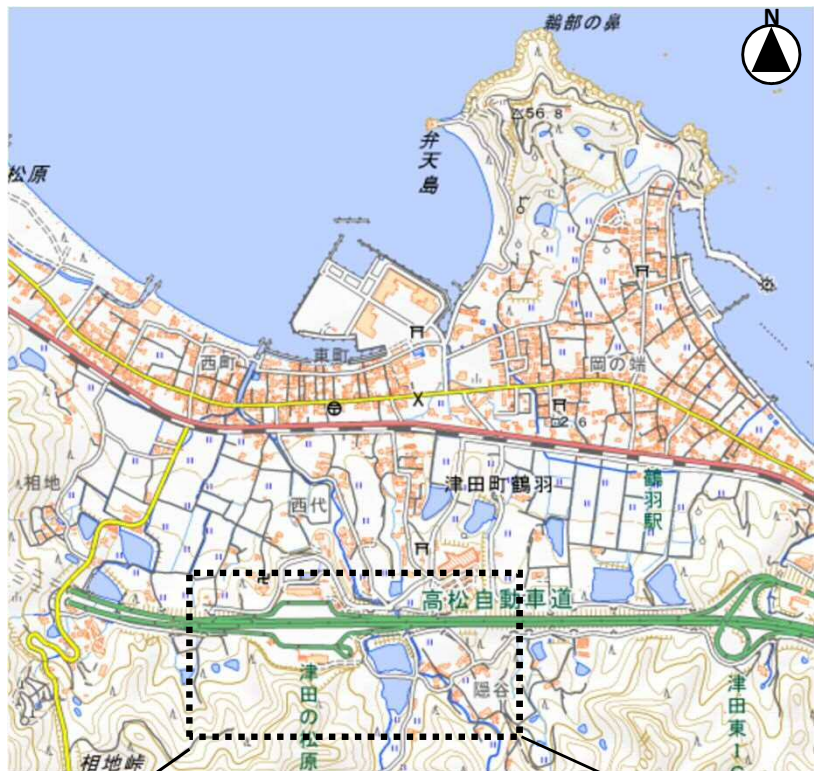 鵜部の鼻
N
56.8
弁天島
松原
西町
東町
岡の端
2.6
相地
津田町鶴羽
鶴羽駅
西代
高松自動車道
隠谷
津田の松原
津田東IC
相地峠